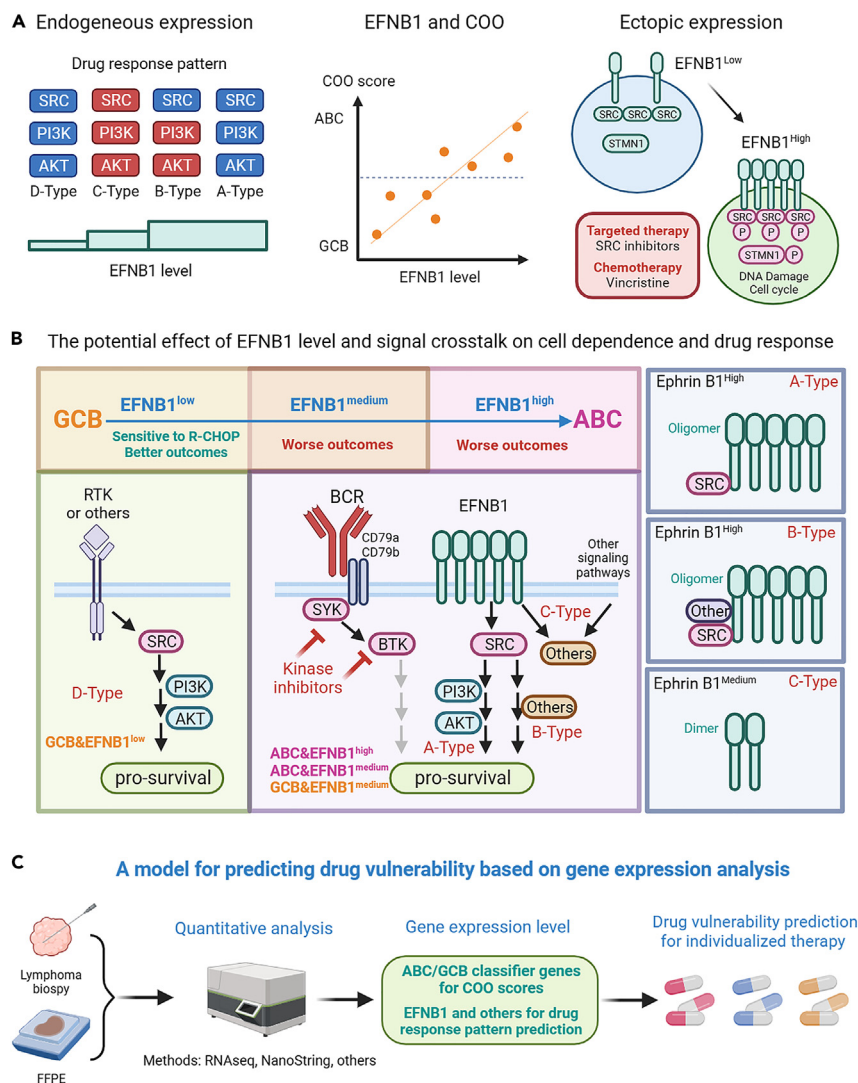 A
Endogeneous expression
Drug response pattern
SRC SRC SRC SRC
PI3K PI3K PI3K PI3K
AKT AKT AKT AKT
D-Type C-Type B-Type A-Type
EFNB1 level
EFNB1 and COO
COO score
ABC
GCB
EFNB1 level
Ectopic expression
EFNB1Low
SRC SRC SRC
STMN1
EFNB1High
SRC SRC SRC
P P P
STMN1 P
DNA Damage
Cell cycle
Targeted therapy
SRC inhibitors
Chemotherapy
Vincristine
B
The potential effect of EFNB1 level and signal crosstalk on cell dependence and drug response
GCB
EFNB1low
EFNB1medium
EFNB1high
ABC
Sensitive to R-CHOP
Better outcomes
Worse outcomes
Worse outcomes
RTK
or others
SRC
PI3K
AKT
D-Type
GCB&EFNB1low
pro-survival
BCR
CD79a
CD79b
SYK
BTK
Kinase
inhibitors
EFNB1
Other
signaling
pathways
C-Type
SRC
Others
PI3K
AKT
Others
A-Type
B-Type
ABC&EFNB1high
ABC&EFNB1medium
GCB&EFNB1medium
pro-survival
Ephrin B1High
A-Type
Oligomer
SRC
Ephrin B1High
B-Type
Oligomer
Other
SRC
Ephrin B1Medium
C-Type
Dimer
C
A model for predicting drug vulnerability based on gene expression analysis
Lymphoma
biospy
FFPE
Quantitative analysis
Methods: RNAseq, NanoString, others
Gene expression level
ABC/GCB classifier genes
for COO scores
EFNB1 and others for drug
response pattern prediction
Drug vulnerability prediction
for individualized therapy